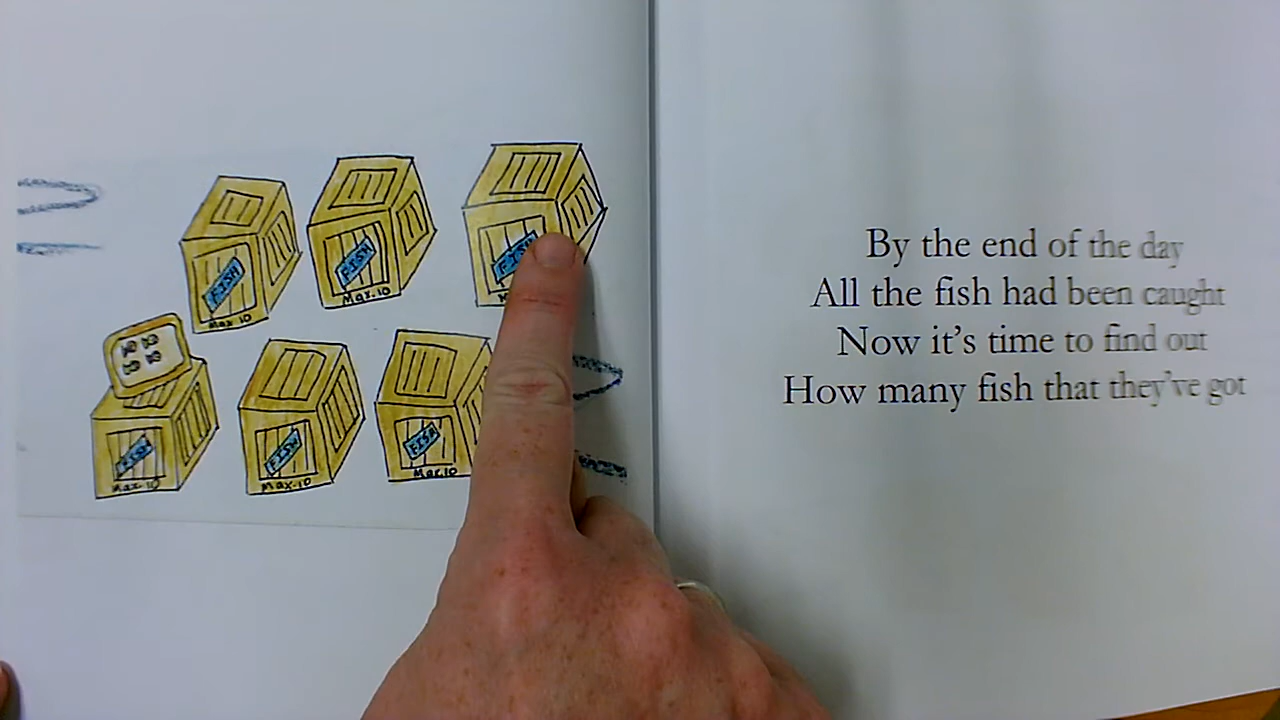 FISH
Max.10
FISH
Max.10
FISH
FISH
Max.10
FISH
Max.10
FISH
Max.10
By the end of the day
All the fish had been caught
Now it's time to find out
How many fish that they've got